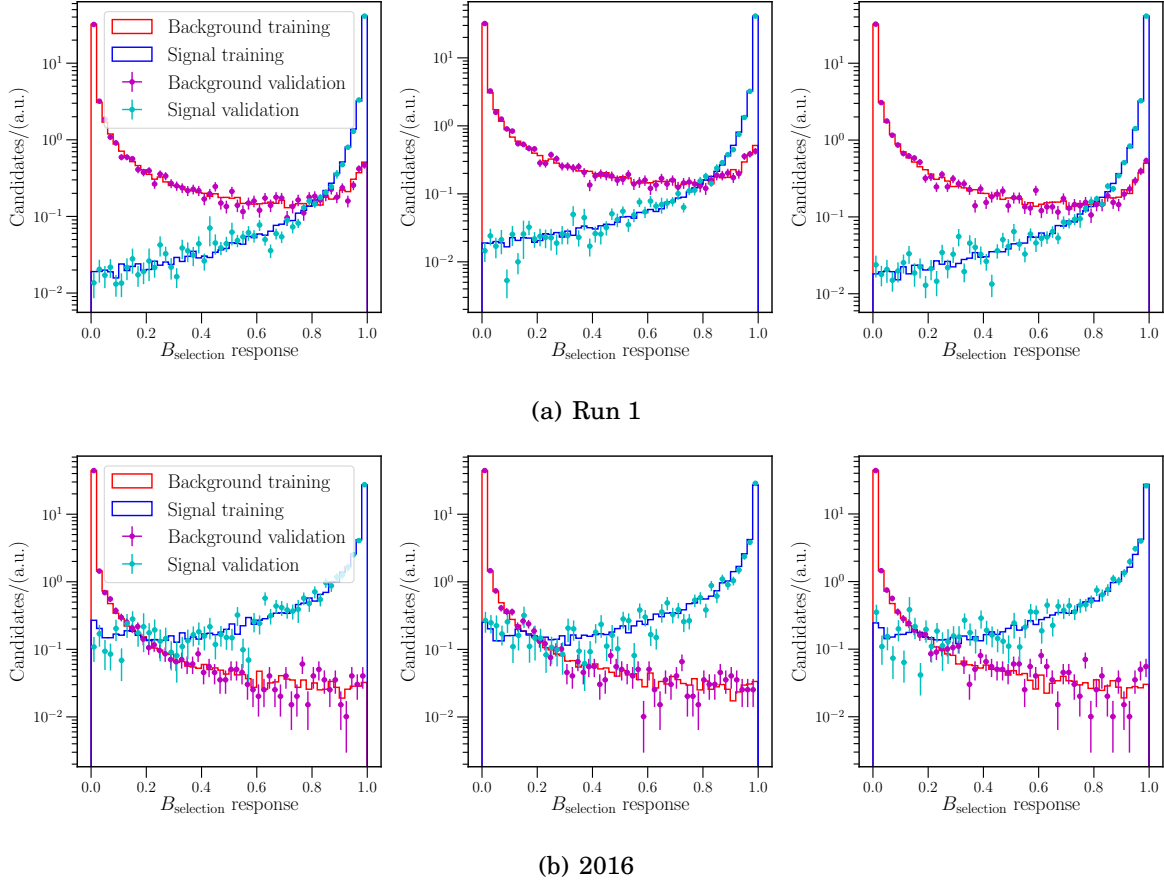 Candidates/(a.u.)
10^1
10^0
10^−1
10^−2
Background training
Signal training
Background validation
Signal validation
0.0 0.2 0.4 0.6 0.8 1.0
B_selection response
Candidates/(a.u.)
10^1
10^0
10^−1
10^−2
0.0 0.2 0.4 0.6 0.8 1.0
B_selection response
Candidates/(a.u.)
10^1
10^0
10^−1
10^−2
0.0 0.2 0.4 0.6 0.8 1.0
B_selection response
(a) Run 1
Candidates/(a.u.)
10^1
10^0
10^−1
10^−2
Background training
Signal training
Background validation
Signal validation
0.0 0.2 0.4 0.6 0.8 1.0
B_selection response
Candidates/(a.u.)
10^1
10^0
10^−1
10^−2
0.0 0.2 0.4 0.6 0.8 1.0
B_selection response
Candidates/(a.u.)
10^1
10^0
10^−1
10^−2
0.0 0.2 0.4 0.6 0.8 1.0
B_selection response
(b) 2016